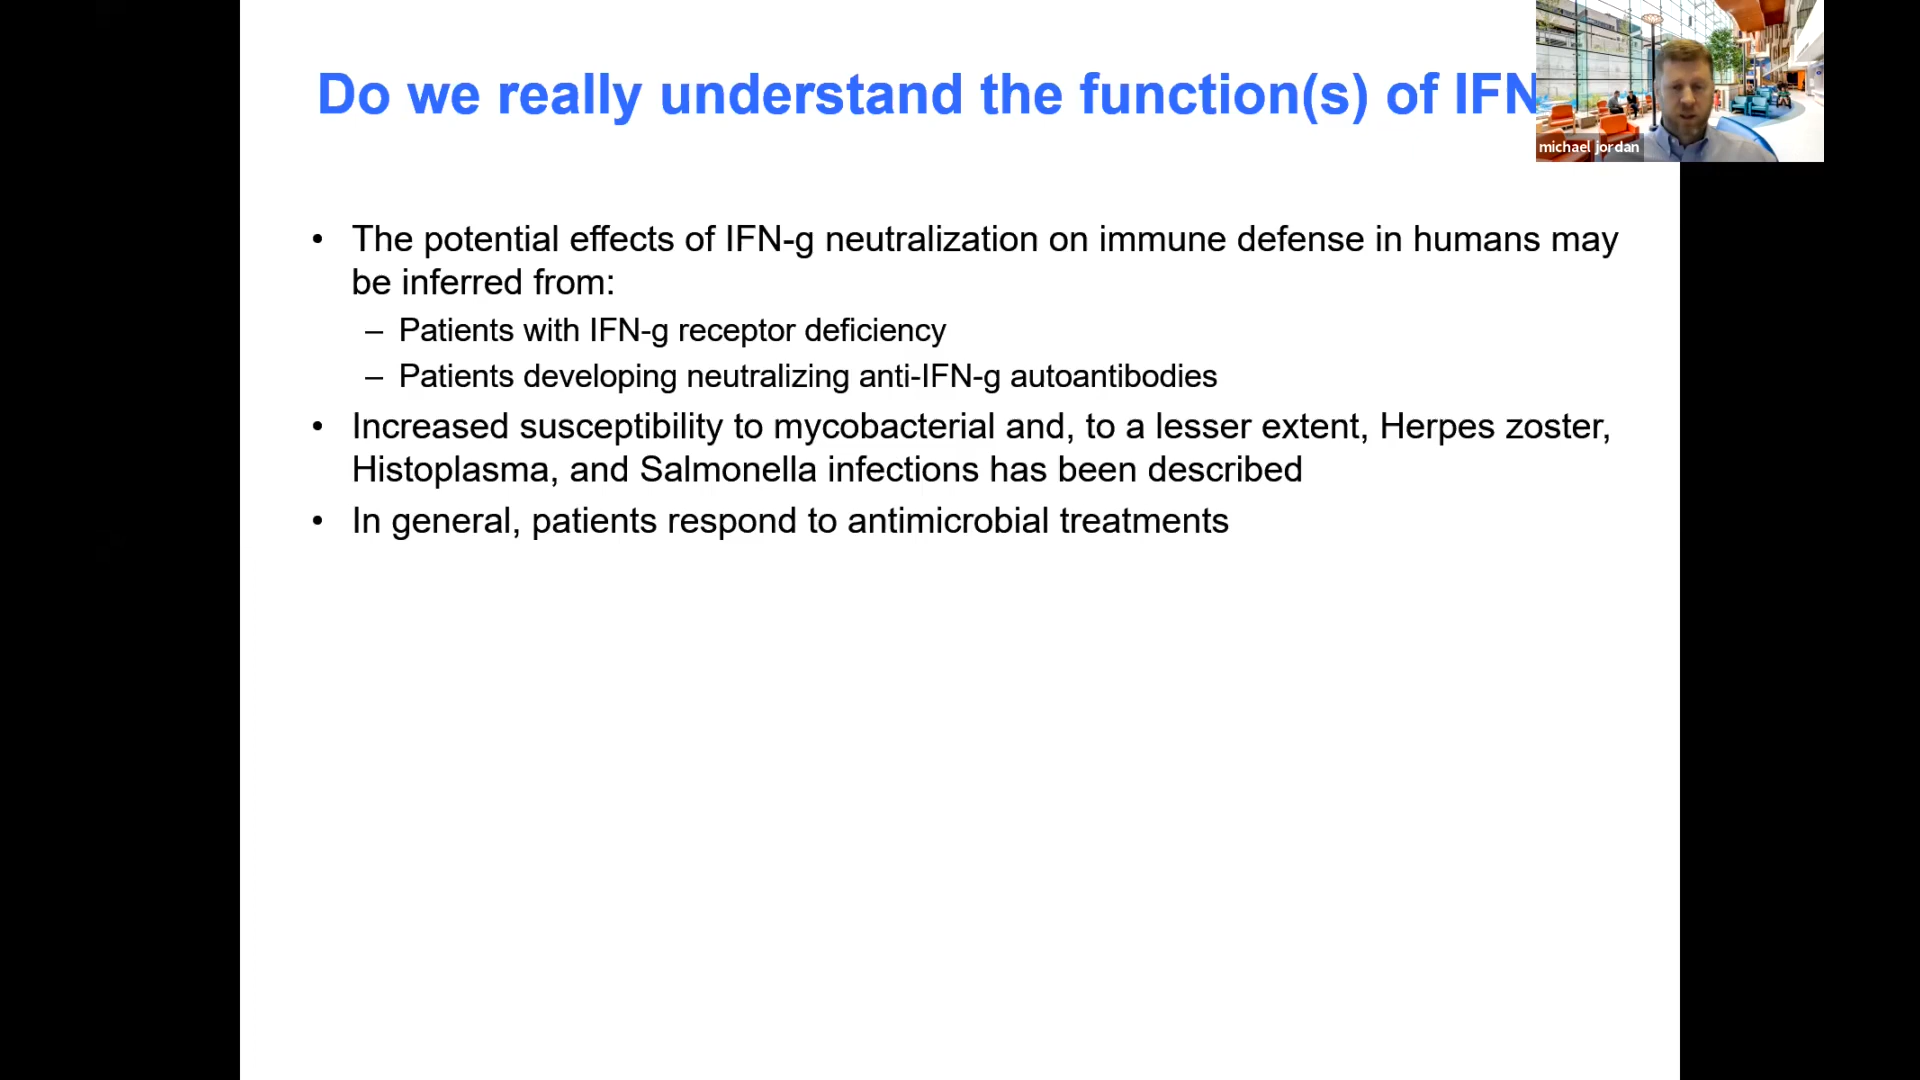 Do we really understand the function(s) of IFN
michael jordan
• The potential effects of IFN-g neutralization on immune defense in humans may
be inferred from:
– Patients with IFN-g receptor deficiency
– Patients developing neutralizing anti-IFN-g autoantibodies
• Increased susceptibility to mycobacterial and, to a lesser extent, Herpes zoster,
Histoplasma, and Salmonella infections has been described
• In general, patients respond to antimicrobial treatments